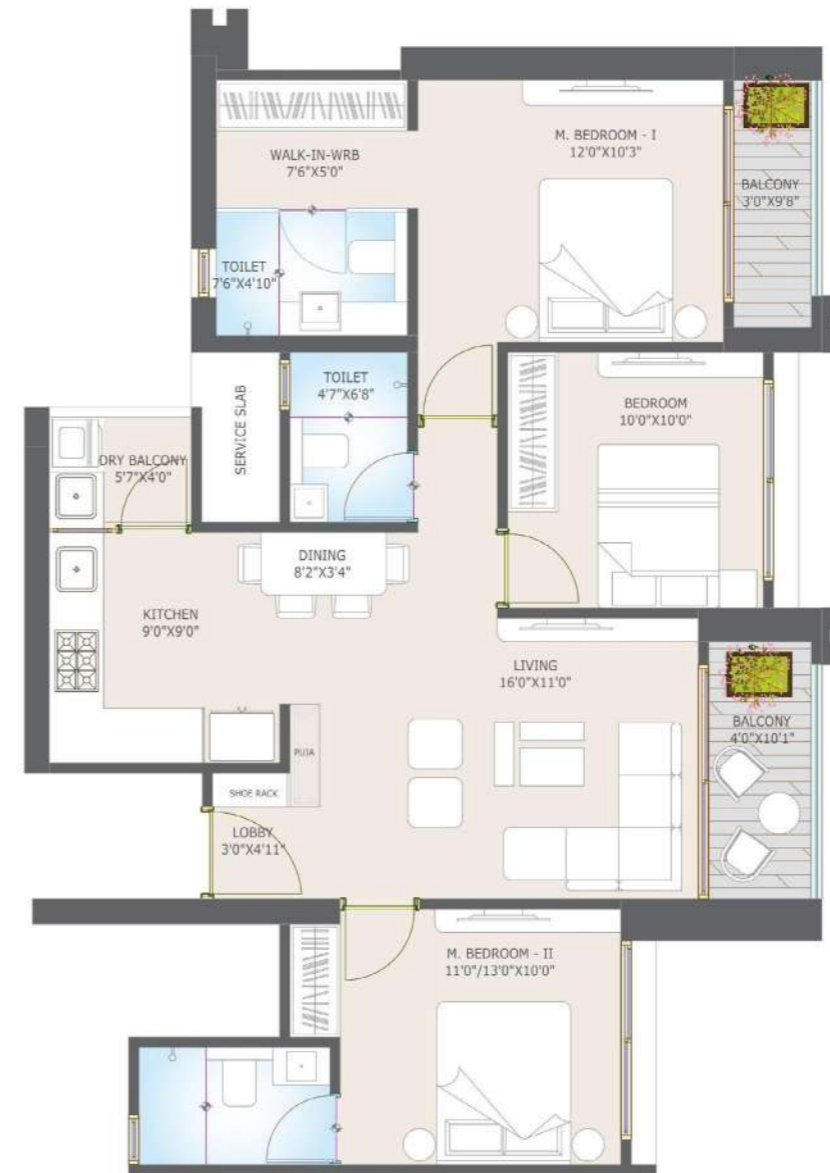 M. BEDROOM - I
12'0"X10'3"
WALK-IN-WRB
7'6"X5'0"
BALCONY
3'0"X9'8"
TOILET
7'6"X4'10"
TOILET
4'7"X6'8"
SERVICE SLAB
BEDROOM
10'0"X10'0"
DRY BALCONY
5'7"X4'0"
DINING
8'2"X3'4"
KITCHEN
9'0"X9'0"
LIVING
16'0"X11'0"
BALCONY
4'0"X10'1"
PUJA
SHOE RACK
LOBBY
3'0"X4'11"
M. BEDROOM - II
11'0"/13'0"X10'0"